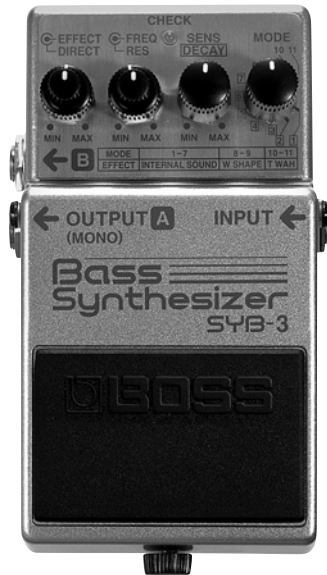 CHECK
EFFECT FREQ SENS MODE
DIRECT RES DECAY 10 11
MIN MAX MIN MAX MIN MAX
B MODE 1-7 8-9 10-11
EFFECT INTERNAL SOUND W SHAPE T WAH
OUTPUT A INPUT
(MONO)
Bass
Synthesizer
SYB-3
BOSS